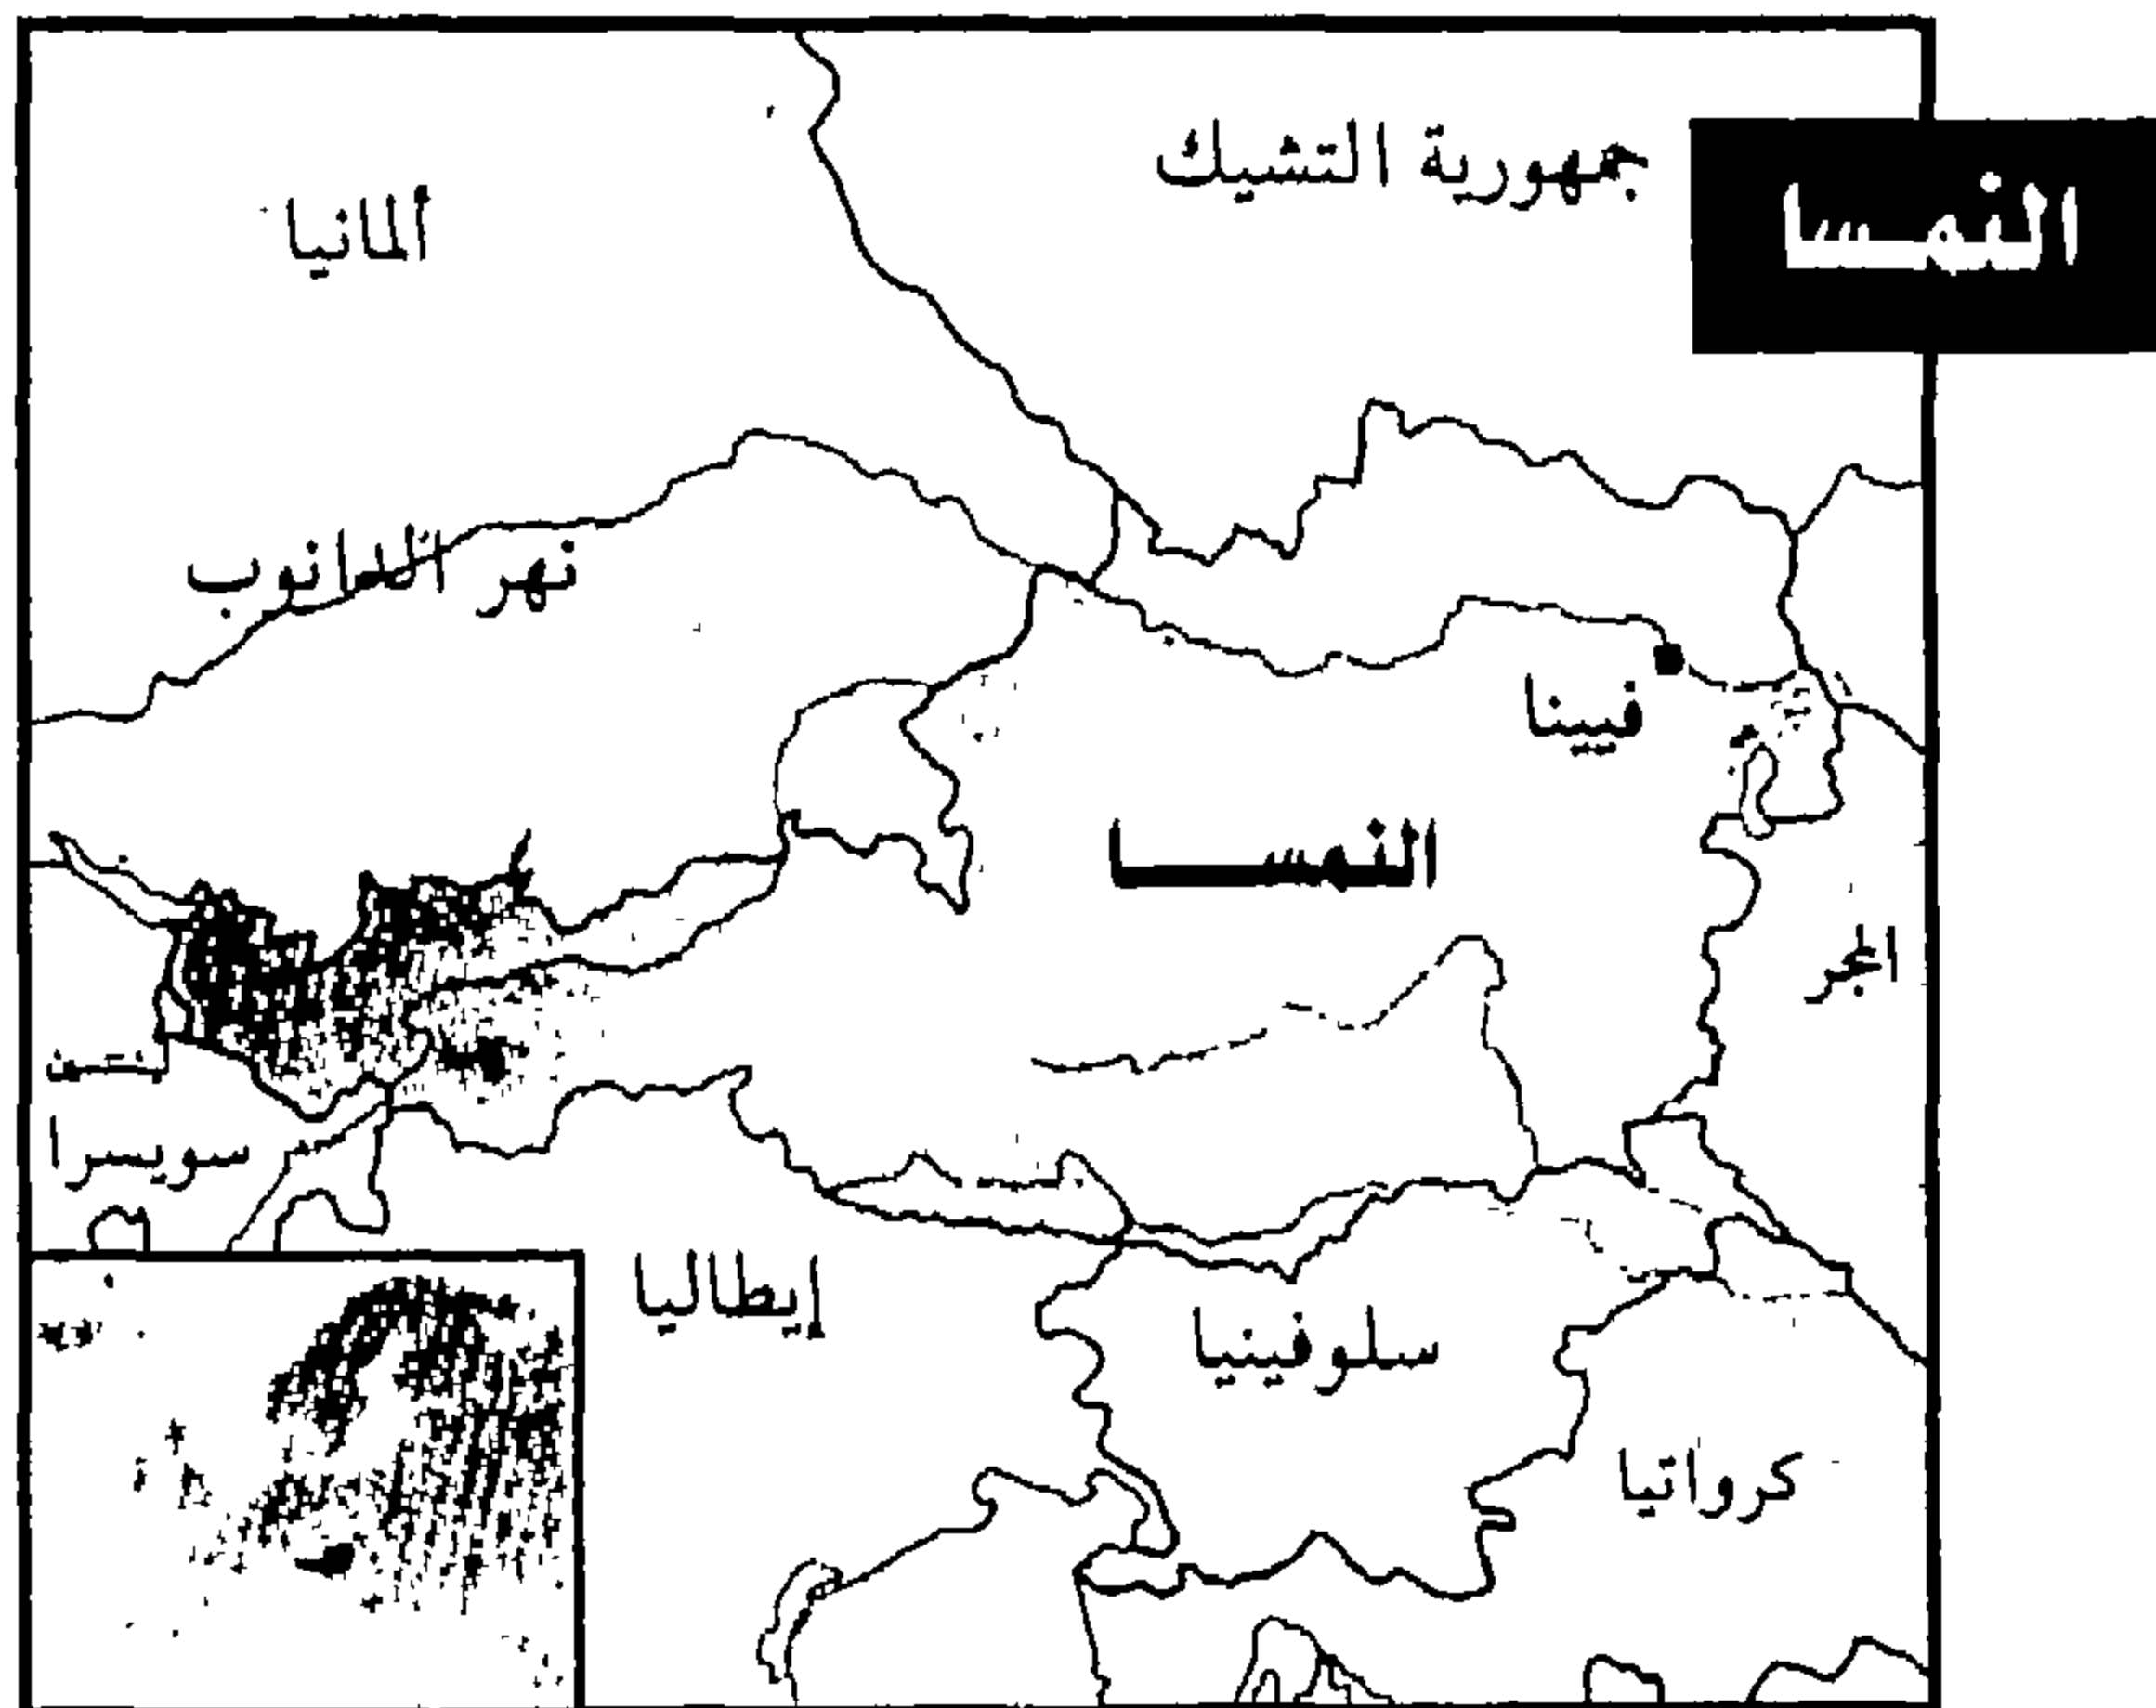 النمسا
جمهورية التشيك
ألمانيا
نهر الدانوب
فيينا
النمسا
المجر
سويسرا
إيطاليا
سلوفينيا
كرواتيا